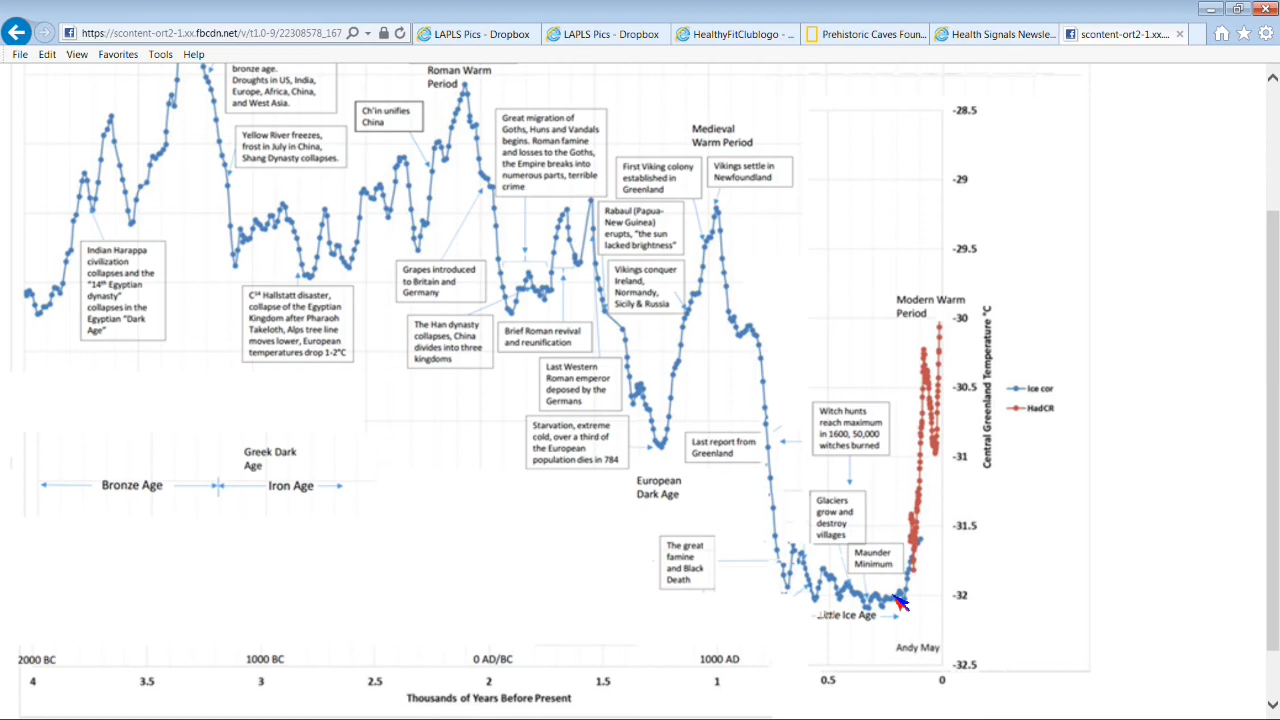 https://scontent-ort2-1.xx.fbcdn.net/t1.0-9/22308578_167
LAPLS Pics - Dropbox
LAPLS Pics - Dropbox
HealthyFitClubGego - ...
Prehistoric Caves Foun...
Health Signals Newsle...
scontent-ort2-1.xx....
File Edit View Favorites Tools Help
bronze age.
Droughts in US, India,
Europe, Africa, China,
and West Asia.
Yellow River freezes,
frost in July in China,
Shang Dynasty collapses.
Ch'in unifies
China
Roman Warm
Period
Great migration of
Goths, Huns and Vandals
begins. Roman famine
and losses to the Goths,
the Empire breaks into
numerous parts, terrible
crime
Medieval
Warm Period
First Viking colony
established in
Greenland
Vikings settle in
Newfoundland
Rabaul (Papua-
New Guinea)
erupts, "the sun
lacked brightness"
Vikings conquer
Ireland,
Normandy,
Sicily & Russia
Indian Harappa
civilization
collapses and the
"14th Egyptian
dynasty"
collapses in the
Egyptian "Dark
Age"
C14 Hallstatt disaster,
collapse of the Egyptian
Kingdom after Pharaoh
Takeloth, Alps tree line
moves lower, European
temperatures drop 1-2°C
Grapes introduced
to Britain and
Germany
The Han dynasty
collapses, China
divides into three
kingdoms
Brief Roman revival
and reunification
Last Western
Roman emperor
deposed by the
Germans
Starvation, extreme
cold, over a third of
the European
population dies in 784
Last report from
Greenland
European
Dark Age
Modern Warm
Period
Witch hunts
reach maximum
in 1600, 50,000
witches burned
Glaciers
grow and
destroy
villages
Maunder
Minimum
The great
famine
and Black
Death
Little Ice Age
Greek Dark
Age
Bronze Age
Iron Age
-28.5
-29
-29.5
-30
-30.5
-31
-31.5
-32
-32.5
Central Greenland Temperature °C
Ice cor
HadCR
Andy May
2000 BC 1000 BC 0 AD/BC 1000 AD
4 3.5 3 2.5 2 1.5 1 0.5 0
Thousands of Years Before Present